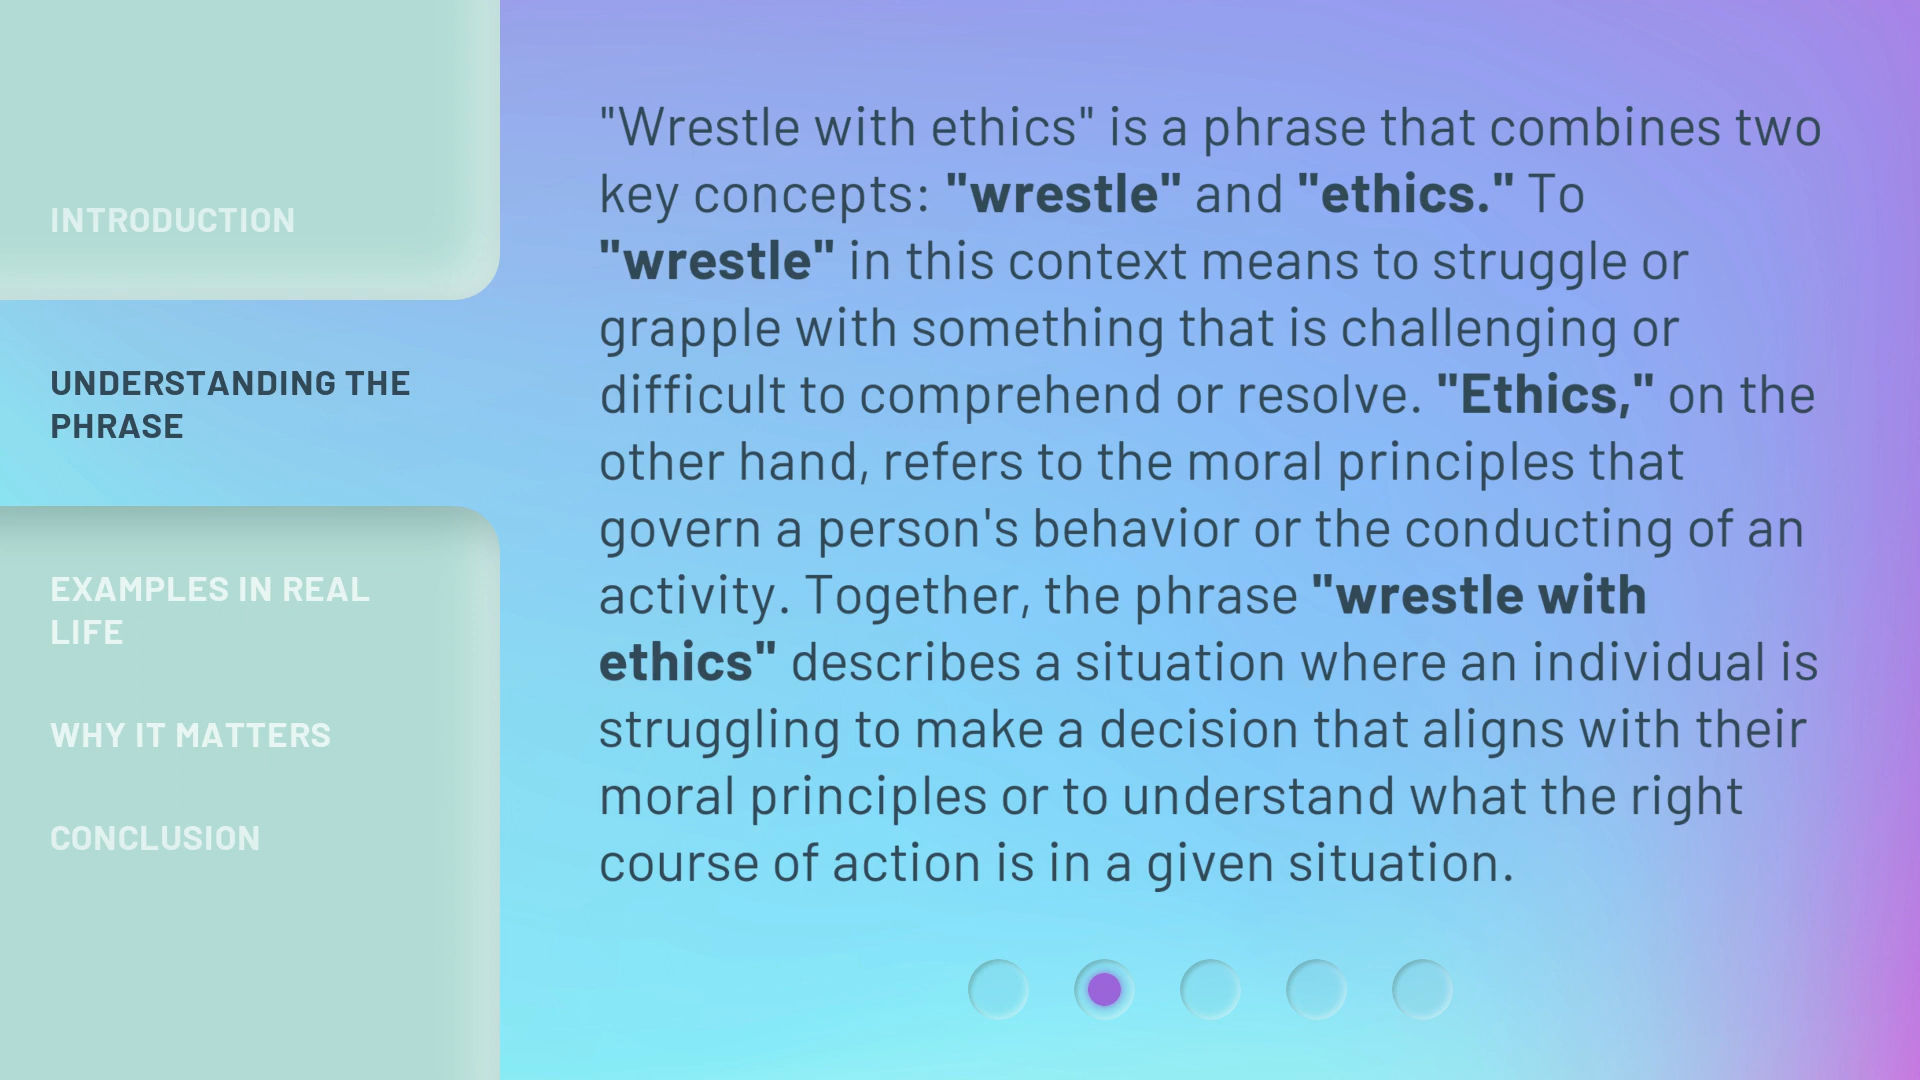 INTRODUCTION
UNDERSTANDING THE
PHRASE
EXAMPLES IN REAL
LIFE
WHY IT MATTERS
CONCLUSION
"Wrestle with ethics" is a phrase that combines two
key concepts: "wrestle" and "ethics." To
"wrestle" in this context means to struggle or
grapple with something that is challenging or
difficult to comprehend or resolve. "Ethics," on the
other hand, refers to the moral principles that
govern a person's behavior or the conducting of an
activity. Together, the phrase "wrestle with
ethics" describes a situation where an individual is
struggling to make a decision that aligns with their
moral principles or to understand what the right
course of action is in a given situation.